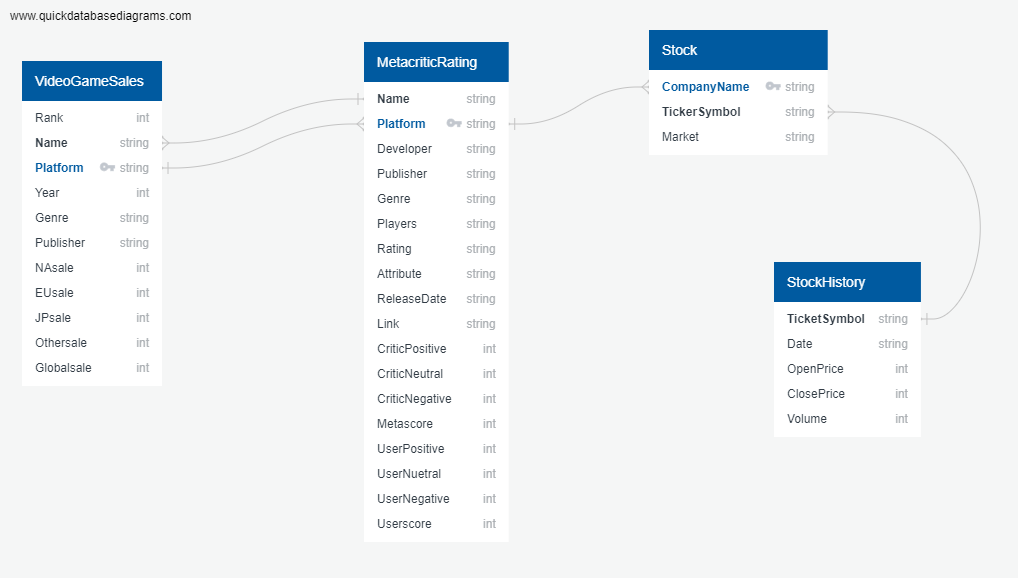 www.quickdatabasediagrams.com
VideoGameSales
Rank int
Name string
Platform string
Year int
Genre string
Publisher string
NAsale int
EUsale int
JPsale int
Othersale int
Globalsale int
MetacriticRating
Name string
Platform string
Developer string
Publisher string
Genre string
Players string
Rating string
Attribute string
ReleaseDate string
Link string
CriticPositive int
CriticNeutral int
CriticNegative int
Metascore int
UserPositive int
UserNuetral int
UserNegative int
Userscore int
Stock
CompanyName string
TickerSymbol string
Market string
StockHistory
TicketSymbol string
Date string
OpenPrice int
ClosePrice int
Volume int